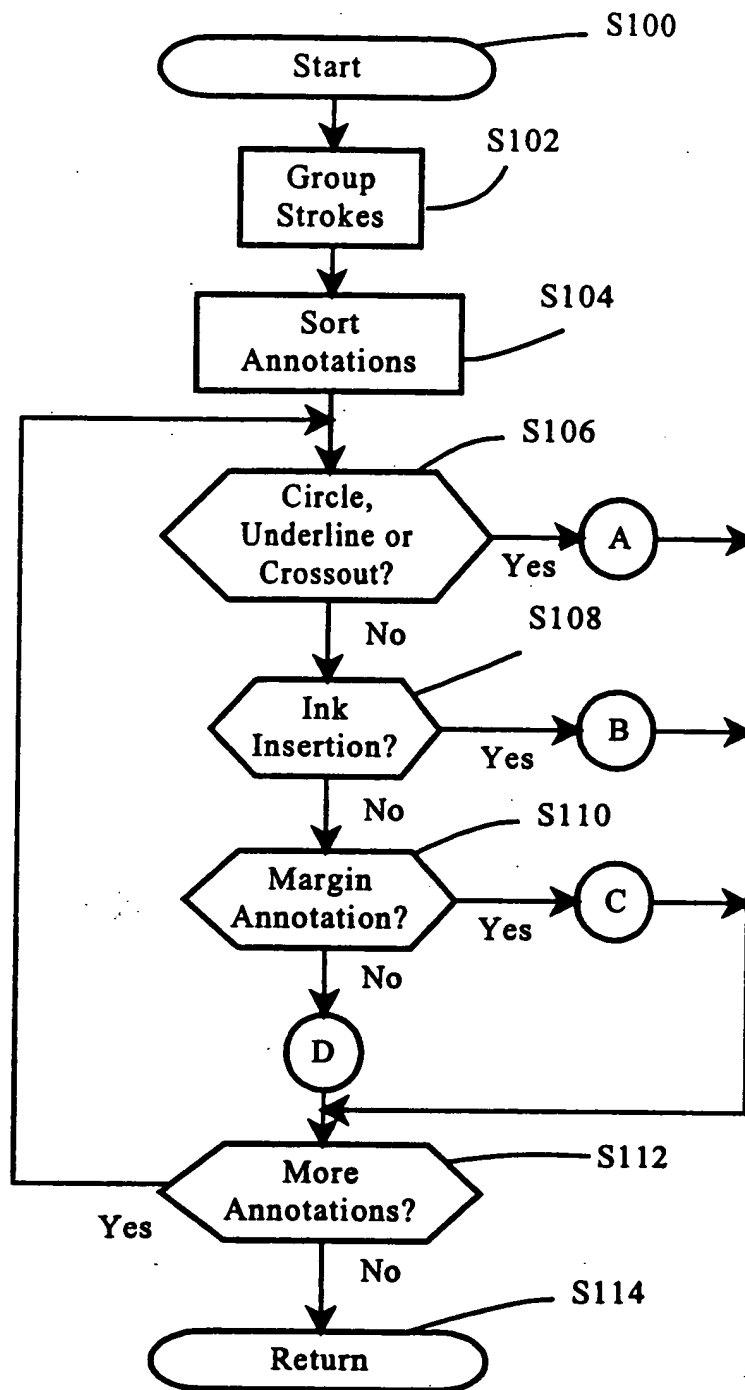 S100
Start
S102
Group
Strokes
S104
Sort
Annotations
S106
Circle,
Underline or
Crossout?
Yes
A
No
S108
Ink
Insertion?
Yes
B
No
S110
Margin
Annotation?
Yes
C
No
D
S112
More
Annotations?
Yes
No
S114
Return